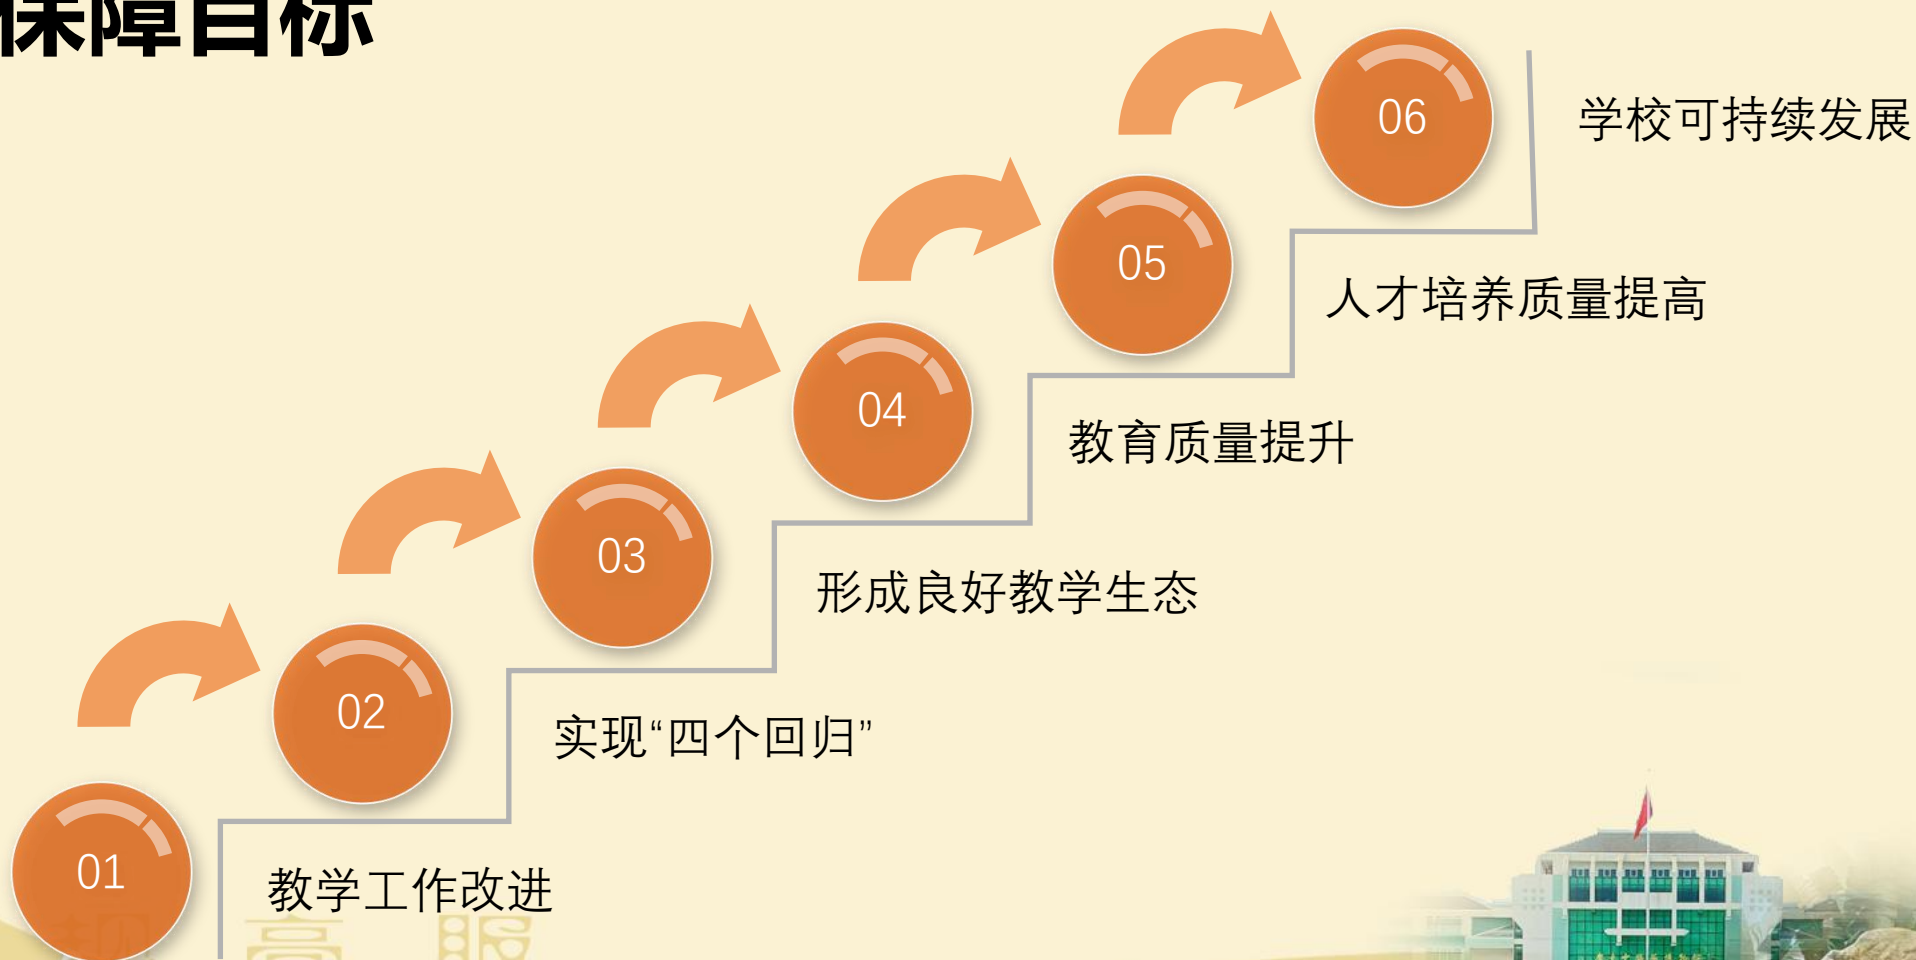 保障目标
06
学校可持续发展
05
人才培养质量提高
04
教育质量提升
03
形成良好教学生态
02
实现“四个回归”
01
教学工作改进